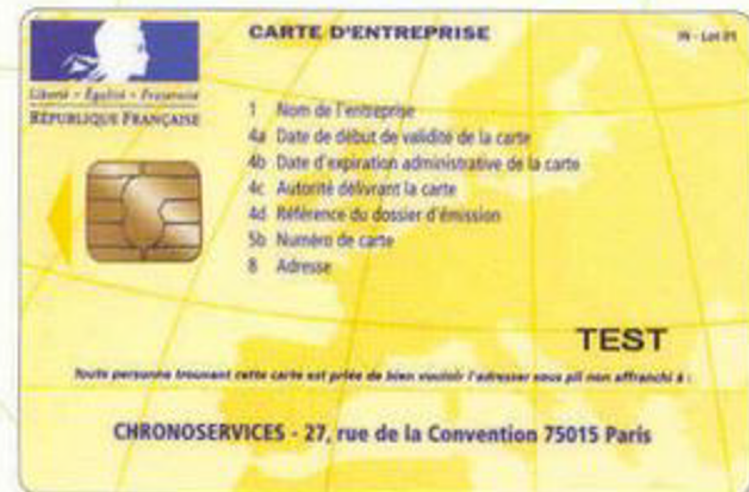 CARTE D'ENTREPRISE
IN - Lot 01
Liberté • Égalité • Fraternité
RÉPUBLIQUE FRANÇAISE
1 Nom de l'entreprise
4a Date de début de validité de la carte
4b Date d'expiration administrative de la carte
4c Autorité délivrant la carte
4d Référence du dossier d'émission
5b Numéro de carte
8 Adresse
TEST
Toute personne trouvant cette carte est priée de bien vouloir l'adresser sous pli non affranchi à :
CHRONOSERVICES - 27, rue de la Convention 75015 Paris